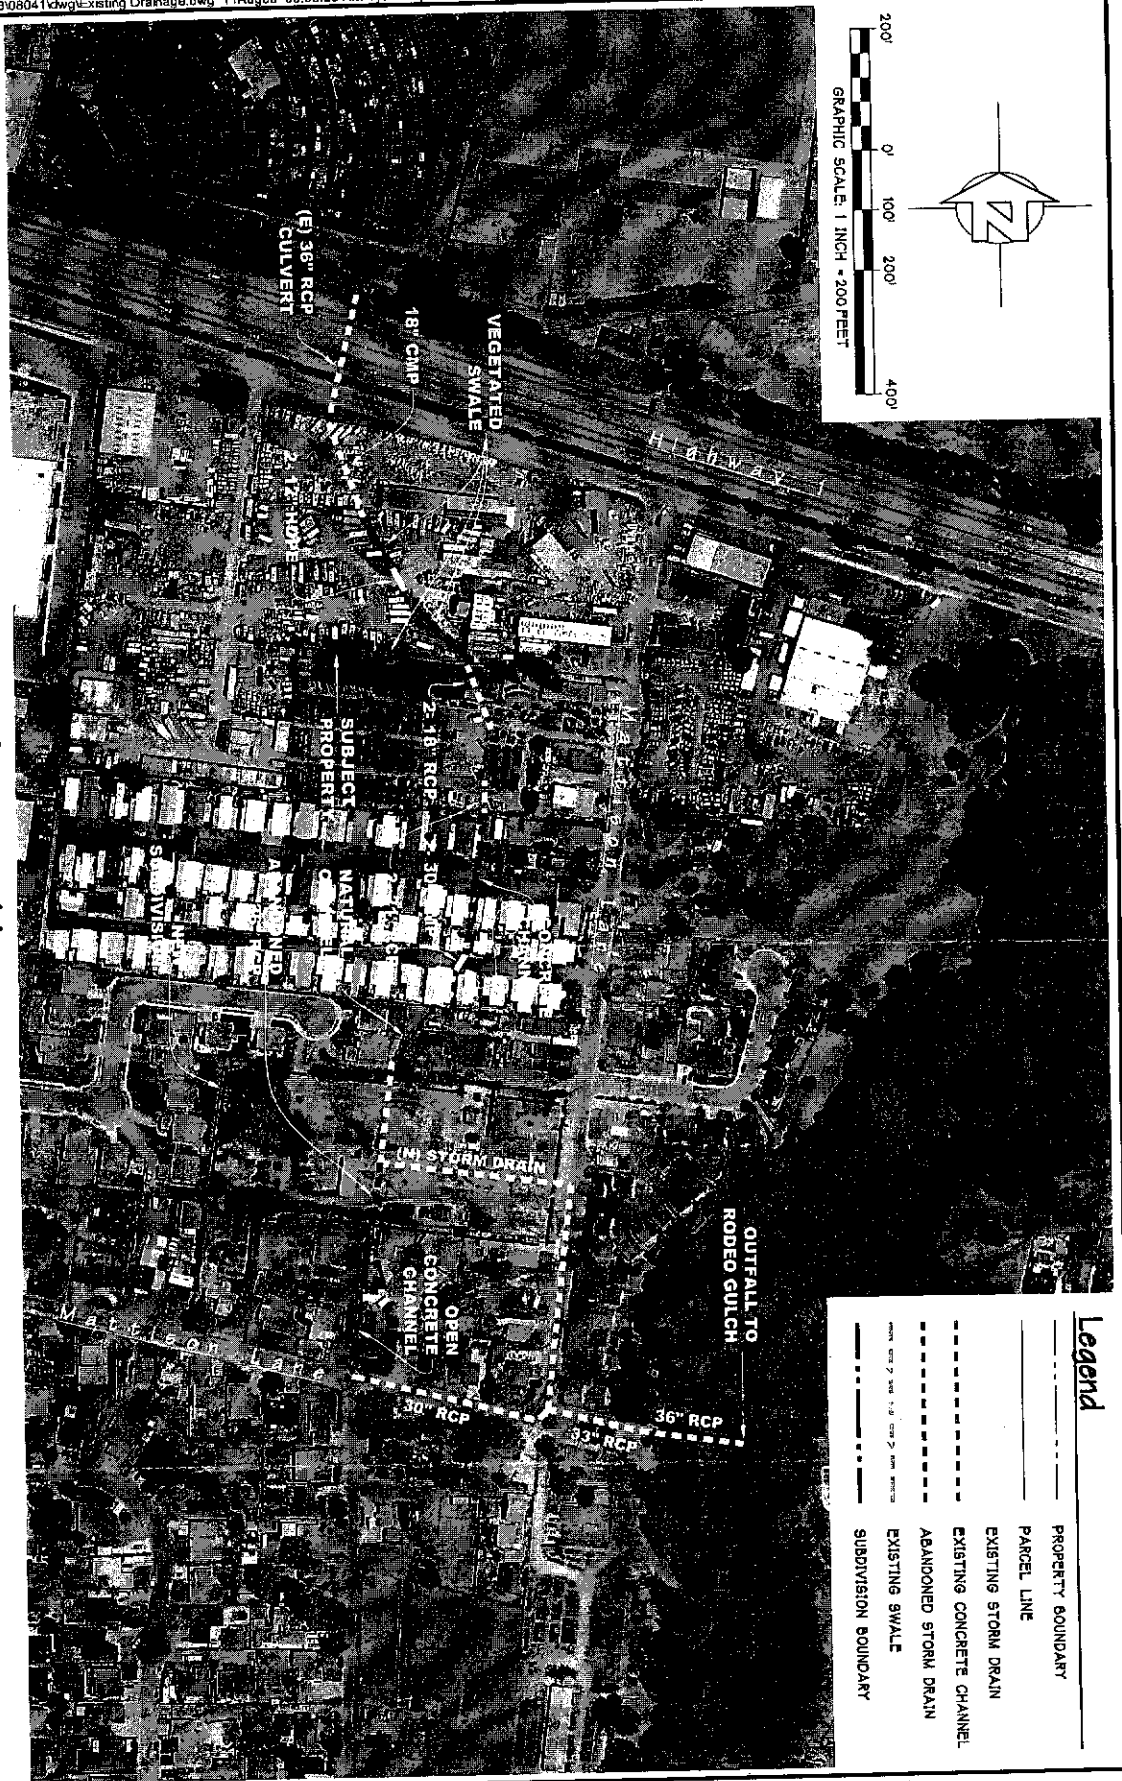 200'
0'
100'
200'
400'
GRAPHIC SCALE: 1 INCH = 200 FEET
N
(E) 36" RCP
CULVERT
18" CMP
VEGETATED
SWALE
Highway 1
2- 12" HDPE
SUBJECT
PROPERTY
2- 18" RCP
NATURAL
ABANDONED
NEW
SUBDIVISION
(N) STORM DRAIN
OPEN
CONCRETE
CHANNEL
Mattison Lane
30" RCP
33" RCP
36" RCP
OUTFALL TO
RODEO GULCH
Legend
PROPERTY BOUNDARY
PARCEL LINE
EXISTING STORM DRAIN
EXISTING CONCRETE CHANNEL
ABANDONED STORM DRAIN
EXISTING SWALE
SUBDIVISION BOUNDARY